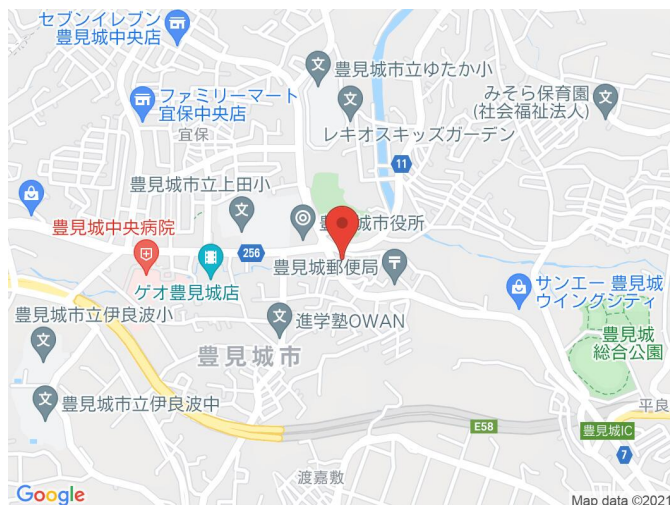 セブンイレブン
豊見城中央店
豊見城市立ゆたか小
みそら保育園
(社会福祉法人)
ファミリーマート
宜保中央店
宜保
レキオスキッズガーデン
11
豊見城市立上田小
豊見城中央病院
256
豊見城市役所
豊見城郵便局
ゲオ豊見城店
サンエー 豊見城
ウイングシティ
豊見城市立伊良波小
進学塾OWAN
豊見城
総合公園
豊見城市
豊見城市立伊良波中
平良
E58
豊見城IC
7
渡嘉敷
Google
Map data ©2021